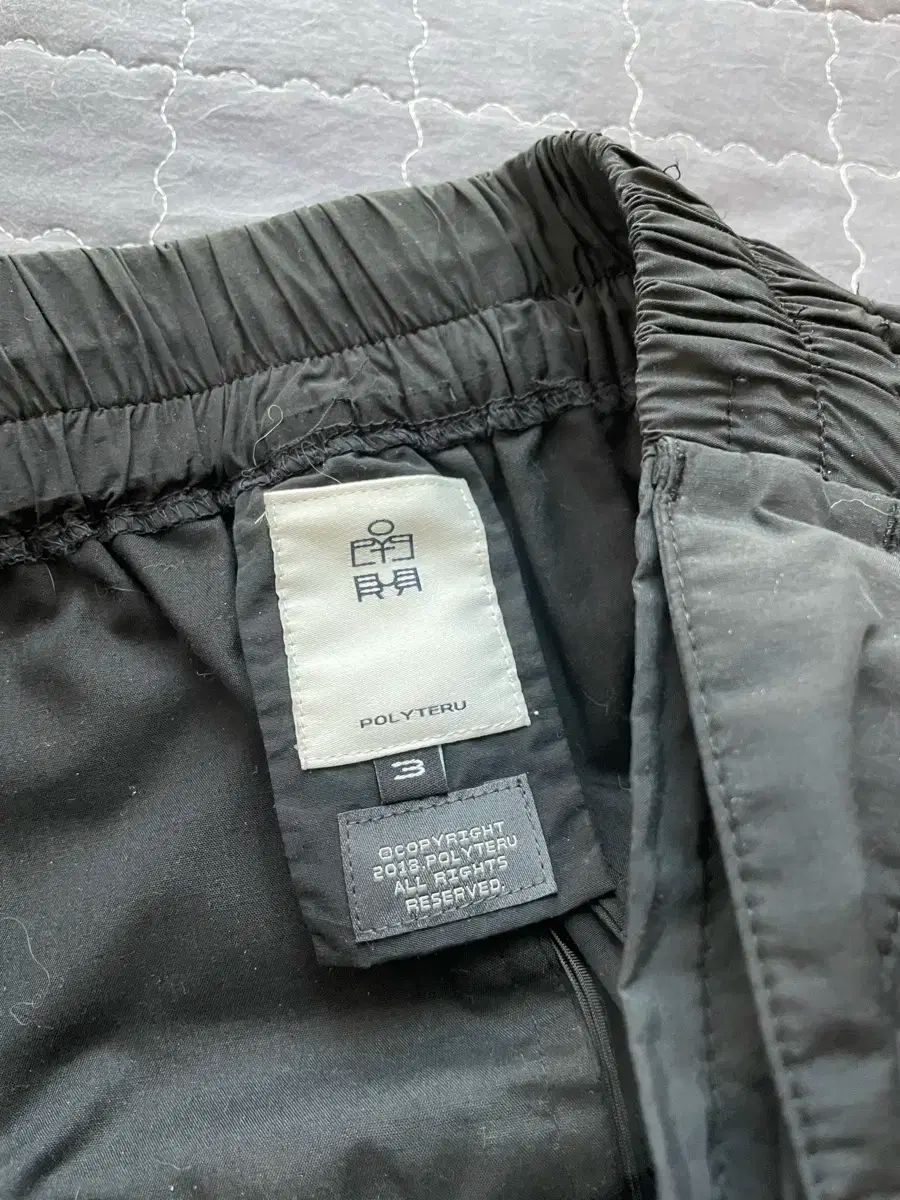 POLYTERU
3
©COPYRIGHT
2018.POLYTERU
ALL RIGHTS
RESERVED.